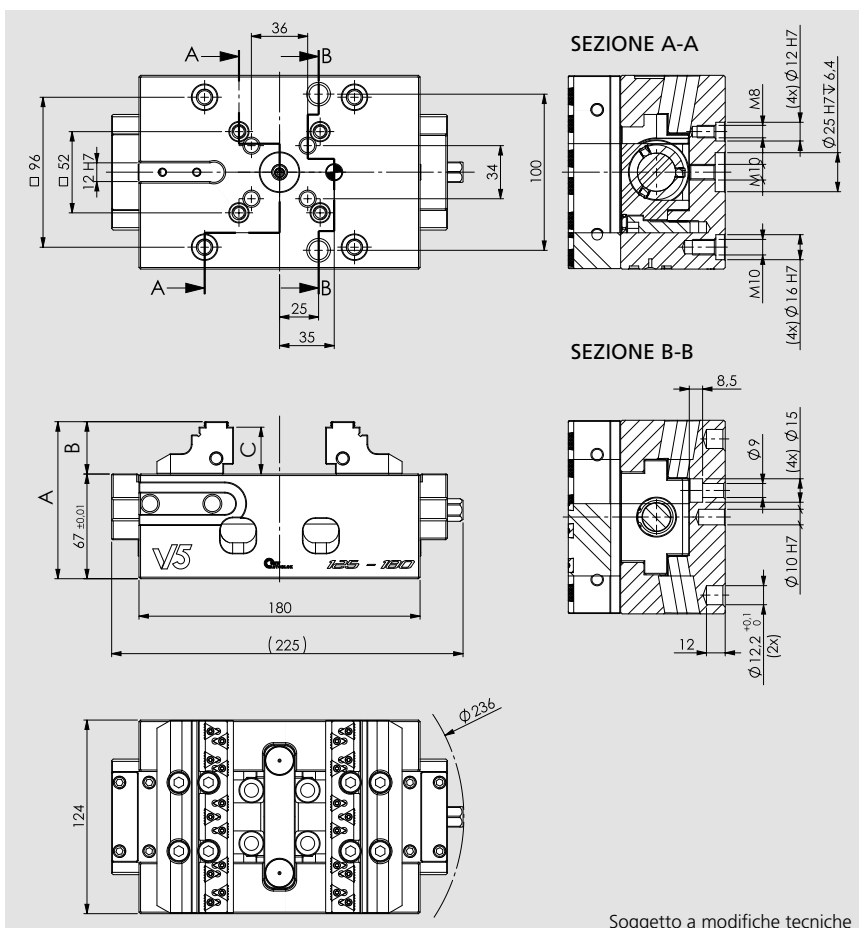 36
A
B
□ 96
□ 52
12 H7
34
100
A
B
25
35
SEZIONE A-A
M8
(4x) Ø 12 H7
Ø 25 H7 ↧ 6,4
M10
M10
(4x) Ø 16 H7
SEZIONE B-B
8,5
Ø 9
(4x) Ø 15
Ø 10 H7
12
Ø 12,2 +0,1 0
(2x)
A
B
C
67 ±0,01
V5
125 - 180
180
(225)
Ø 236
124
Soggetto a modifiche tecniche